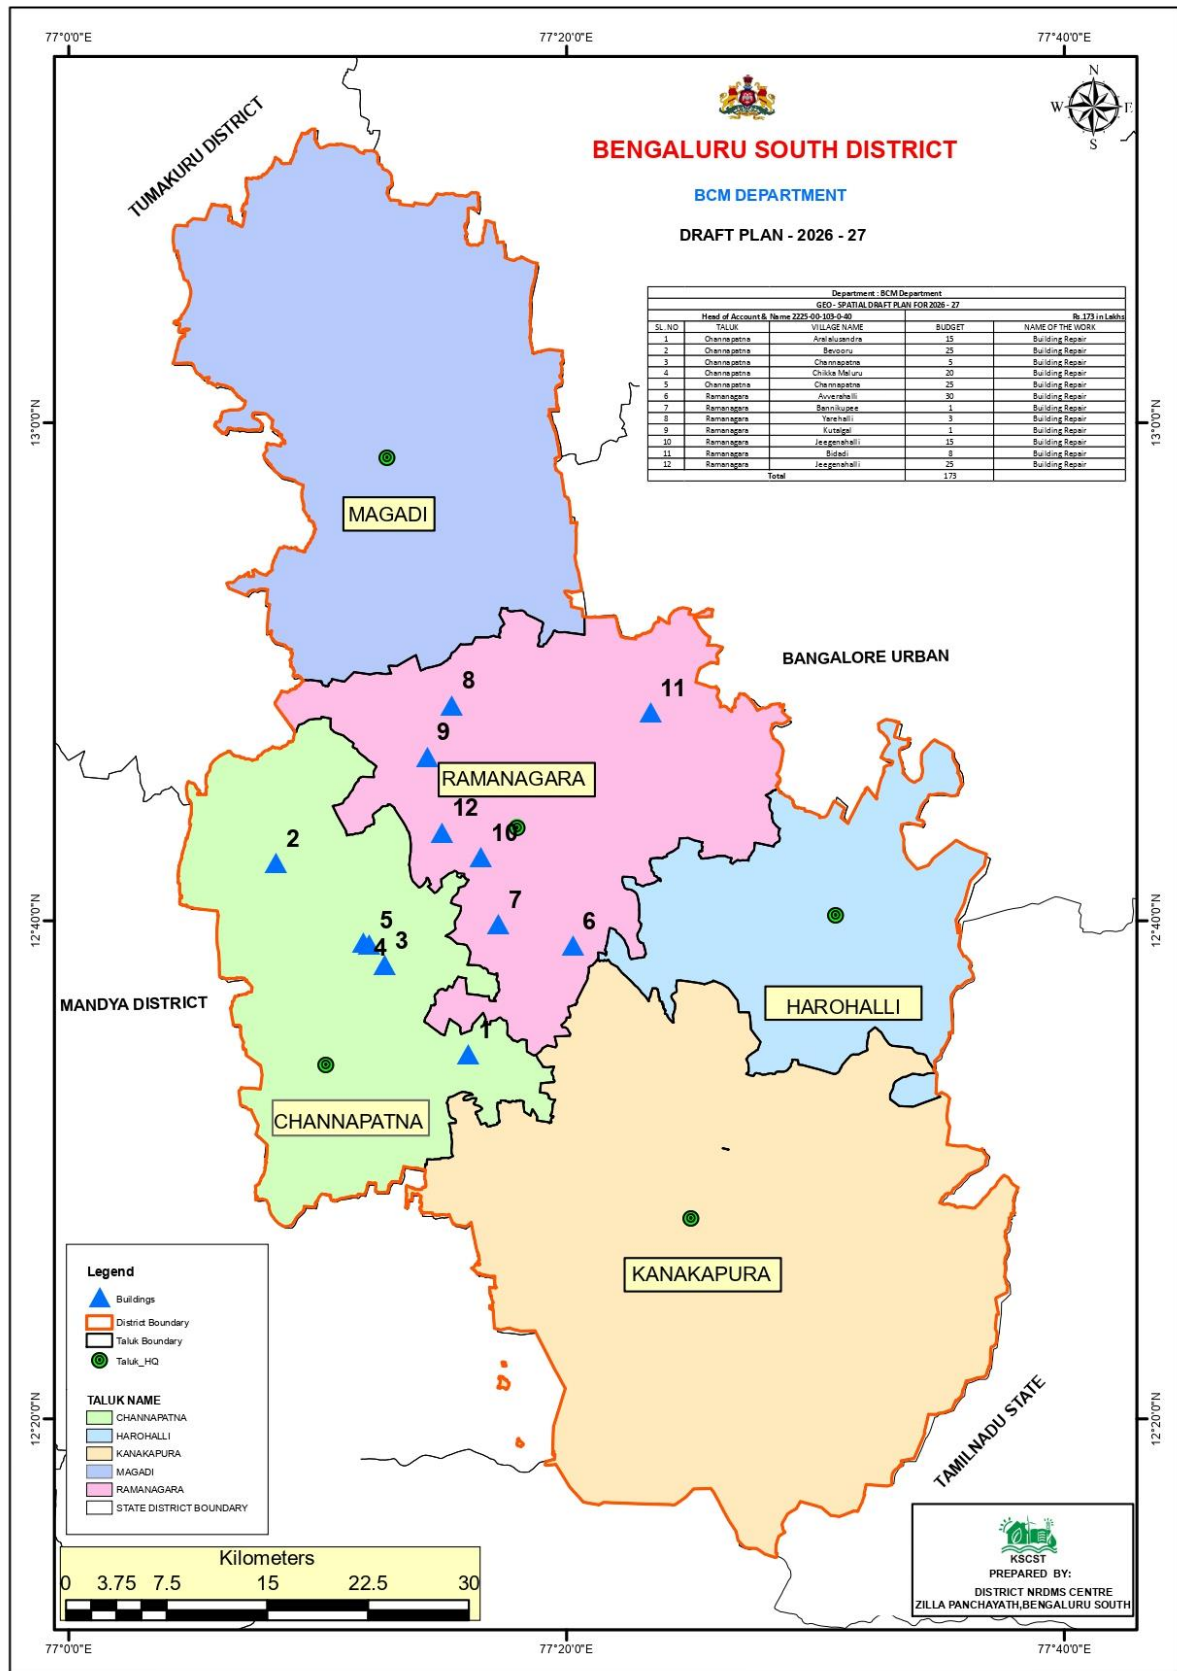 77°0'0"E 77°20'0"E 77°40'0"E
N
W E
S
TUMAKURU DISTRICT
BENGALURU SOUTH DISTRICT
BCM DEPARTMENT
DRAFT PLAN - 2026 - 27
Department : BCM Department
GEO - SPATIAL DRAFT PLAN FOR 2026 - 27
Head of Account & Name 2225-00-103-0-40 Rs.173 in Lakhs
SL. NO TALUK VILLAGE NAME BUDGET NAME OF THE WORK
1 Channapatna Aralalusandra 15 Building Repair
2 Channapatna Bevooru 25 Building Repair
3 Channapatna Channapatna 5 Building Repair
4 Channapatna Chikka Maluru 20 Building Repair
5 Channapatna Channapatna 25 Building Repair
6 Ramanagara Avverahalli 30 Building Repair
7 Ramanagara Bannikupee 1 Building Repair
8 Ramanagara Yarehalli 3 Building Repair
9 Ramanagara Kutalgal 1 Building Repair
10 Ramanagara Jeegenahalli 15 Building Repair
11 Ramanagara Bidadi 8 Building Repair
12 Ramanagara Jeegenahalli 25 Building Repair
Total 173
13°0'0"N 13°0'0"N
MAGADI
BANGALORE URBAN
8 11
9
RAMANAGARA
12
10
2
7
6
5
4 3
12°40'0"N 12°40'0"N
MANDYA DISTRICT
HAROHALLI
1
CHANNAPATNA
KANAKAPURA
Legend
Buildings
District Boundary
Taluk Boundary
Taluk_HQ
TALUK NAME
CHANNAPATNA
HAROHALLI
KANAKAPURA
MAGADI
RAMANAGARA
STATE DISTRICT BOUNDARY
12°20'0"N 12°20'0"N
TAMILNADU STATE
Kilometers
0 3.75 7.5 15 22.5 30
KSCST
PREPARED BY:
DISTRICT NRDMS CENTRE
ZILLA PANCHAYATH,BENGALURU SOUTH
77°0'0"E 77°20'0"E 77°40'0"E